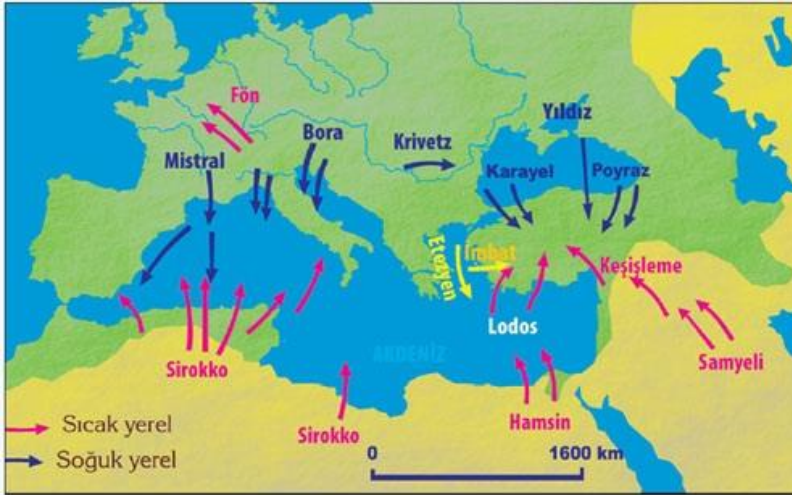 Fön
Bora
Yıldız
Krivetz
Mistral
Karayel
Poyraz
Etezyen
İmbat
Keşişleme
Lodos
AKDENİZ
Samyeli
Sirokko
Sirokko
Hamsin
Sıcak yerel
Soğuk yerel
0 1600 km